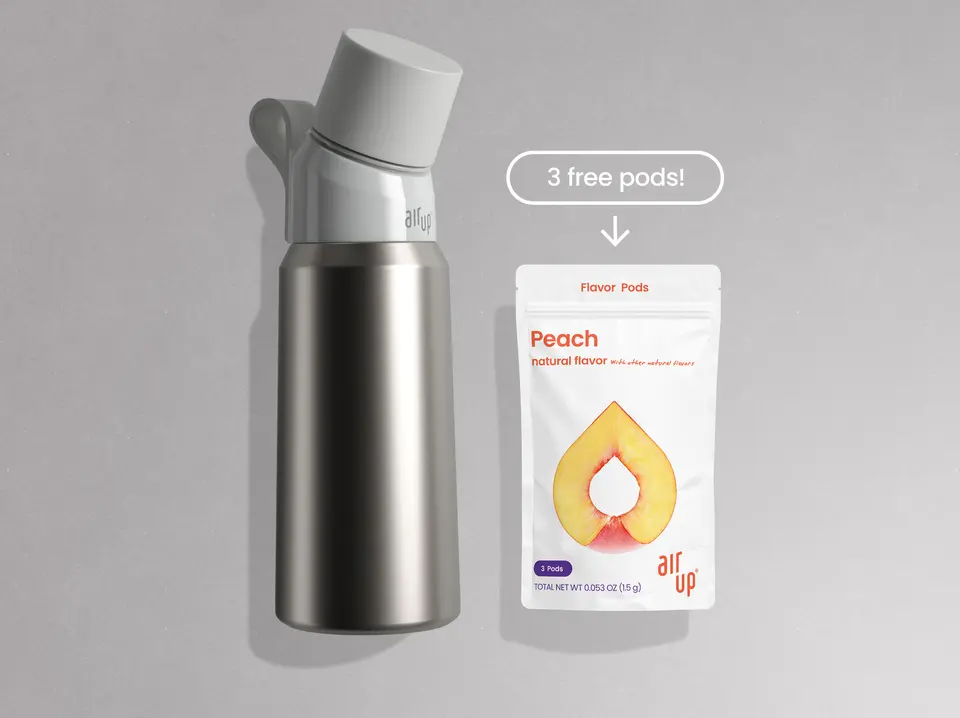 air
up
3 free pods!
Flavor Pods
Peach
natural flavor with other natural flavors
3 Pods
TOTAL NET WT 0.053 OZ (1.5 g)
air
up®